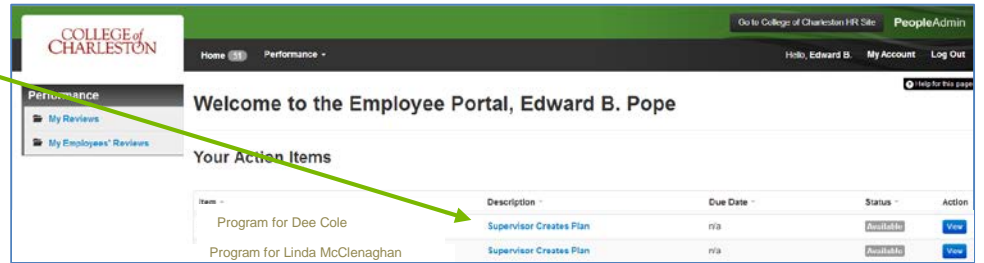 Go to College of Charleston HR Site PeopleAdmin
COLLEGE of
CHARLESTON
Home 11 Performance
Hello, Edward B. My Account Log Out
Help for this page
Performance
My Reviews
My Employees' Reviews
Welcome to the Employee Portal, Edward B. Pope
Your Action Items
Item Description Due Date Status Action
Program for Dee Cole Supervisor Creates Plan n/a Available View
Program for Linda McClenaghan Supervisor Creates Plan n/a Available View